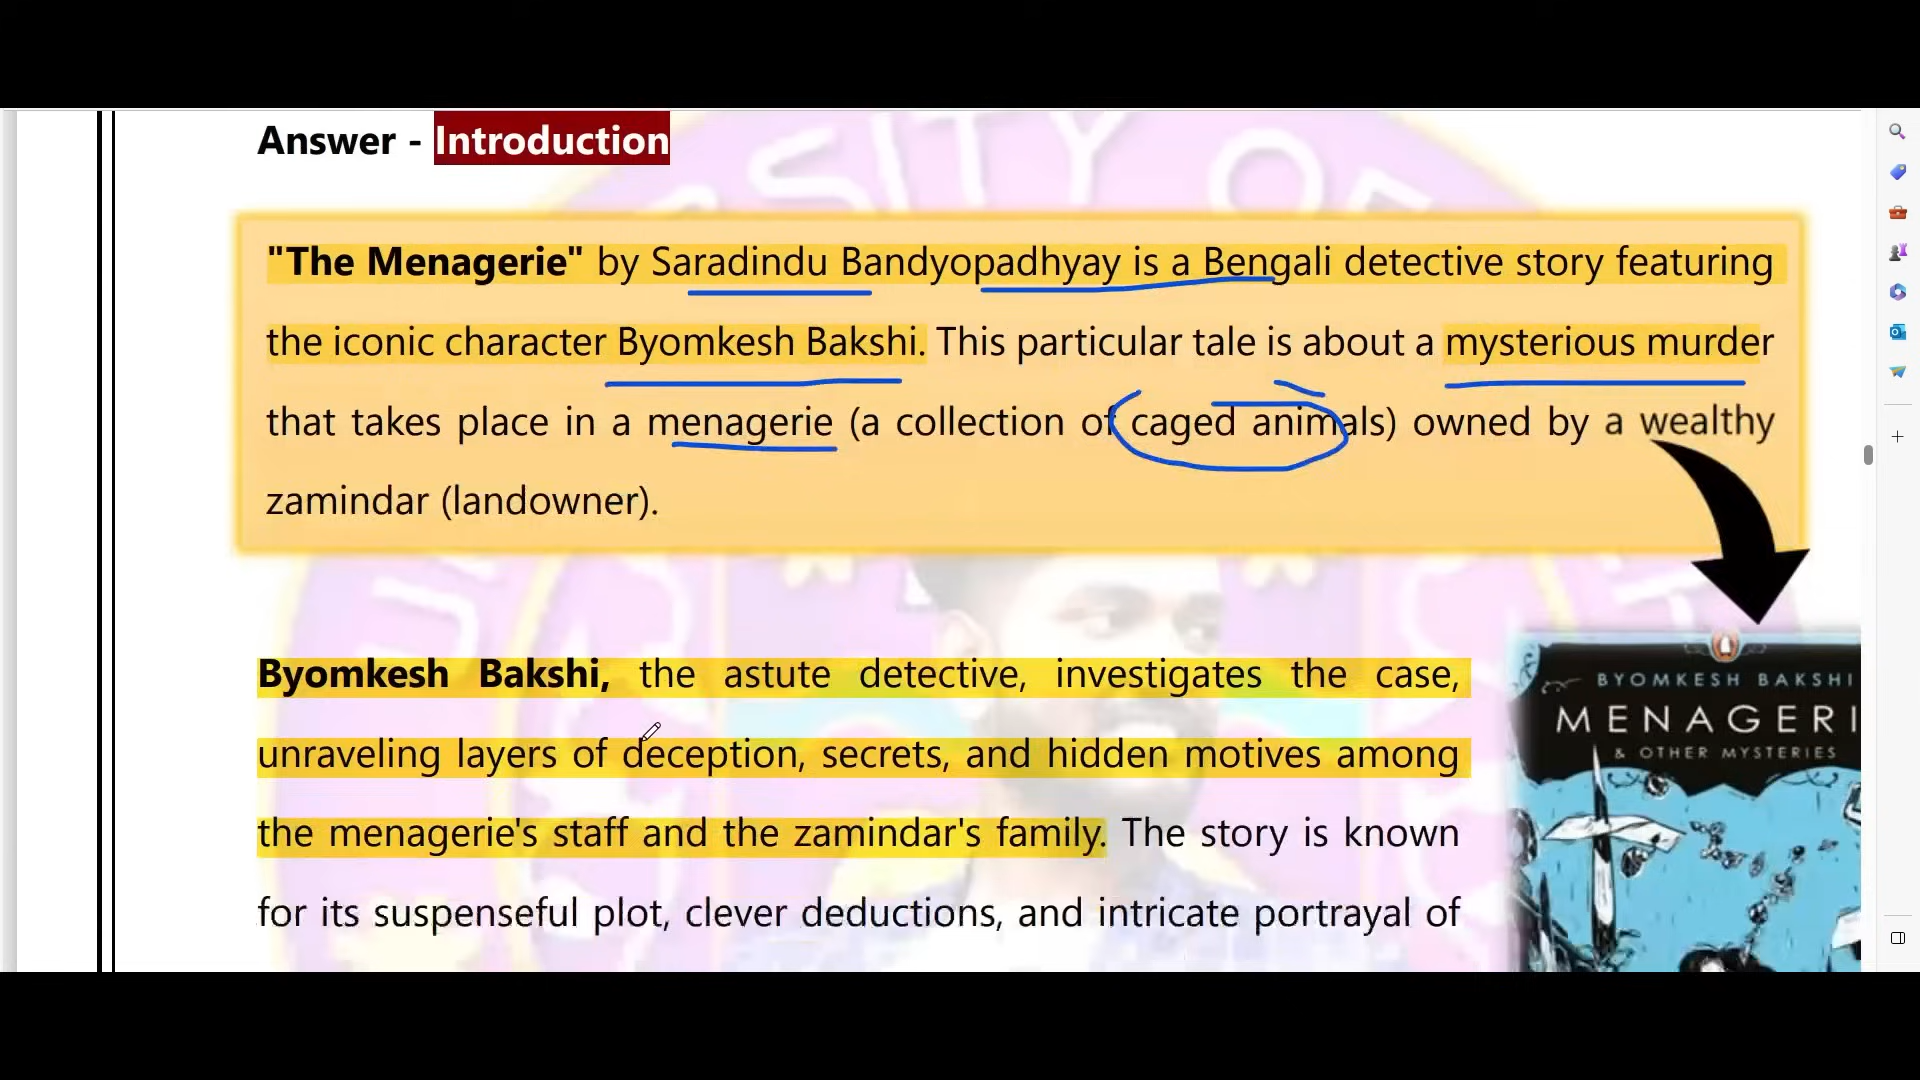 Answer - Introduction
"The Menagerie" by Saradindu Bandyopadhyay is a Bengali detective story featuring
the iconic character Byomkesh Bakshi. This particular tale is about a mysterious murder
that takes place in a menagerie (a collection of caged animals) owned by a wealthy
zamindar (landowner).
Byomkesh Bakshi, the astute detective, investigates the case,
unraveling layers of deception, secrets, and hidden motives among
the menagerie's staff and the zamindar's family. The story is known
for its suspenseful plot, clever deductions, and intricate portrayal of
BYOMKESH BAKSHI
MENAGERI
& OTHER MYSTERIES
SITY OF